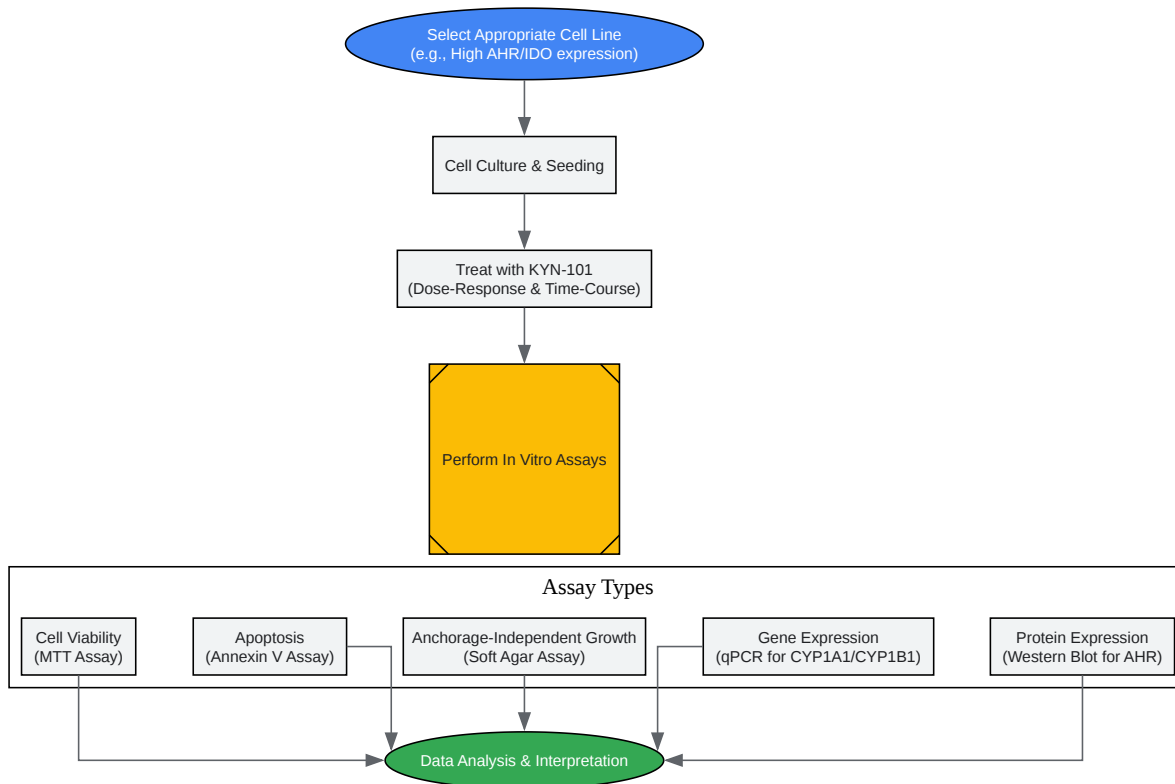 Select Appropriate Cell Line
(e.g., High AHR/IDO expression)
Cell Culture & Seeding
Treat with KYN-101
(Dose-Response & Time-Course)
Perform In Vitro Assays
Assay Types
Cell Viability
(MTT Assay)
Apoptosis
(Annexin V Assay)
Anchorage-Independent Growth
(Soft Agar Assay)
Gene Expression
(qPCR for CYP1A1/CYP1B1)
Protein Expression
(Western Blot for AHR)
Data Analysis & Interpretation